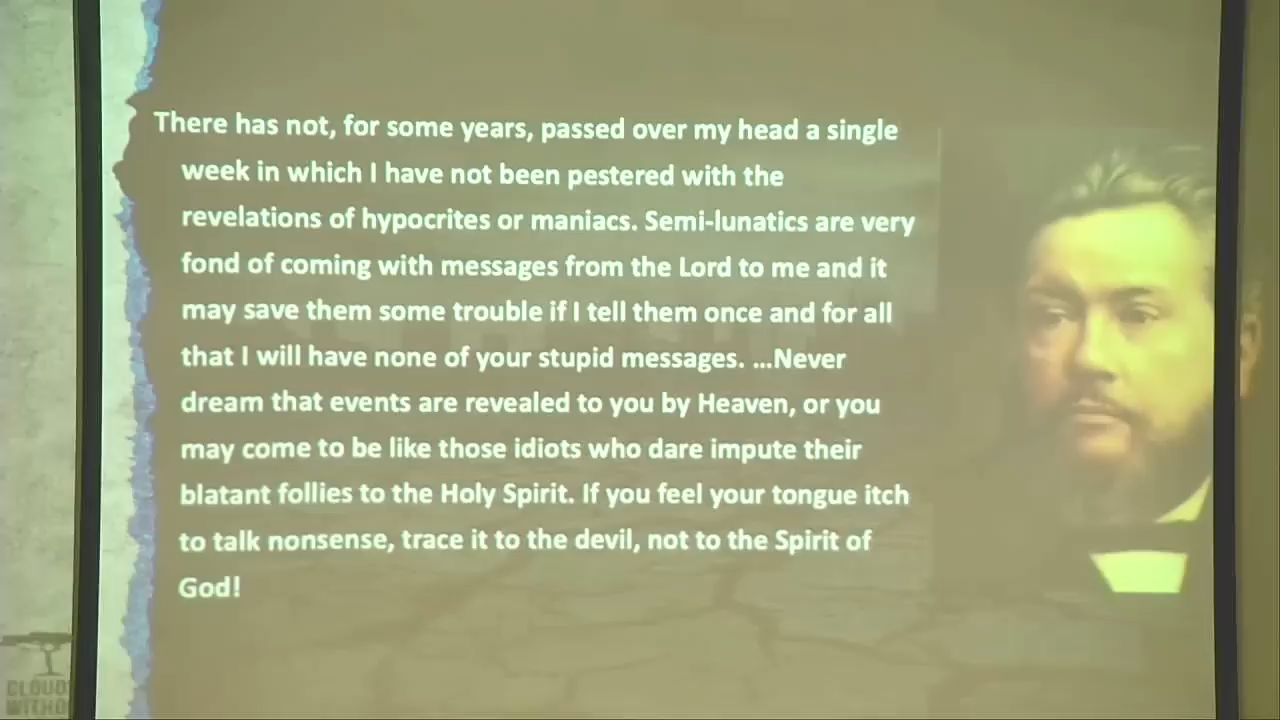 There has not, for some years, passed over my head a single
week in which I have not been pestered with the
revelations of hypocrites or maniacs. Semi-lunatics are very
fond of coming with messages from the Lord to me and it
may save them some trouble if I tell them once and for all
that I will have none of your stupid messages. ...Never
dream that events are revealed to you by Heaven, or you
may come to be like those idiots who dare impute their
blatant follies to the Holy Spirit. If you feel your tongue itch
to talk nonsense, trace it to the devil, not to the Spirit of
God!
CLOUD
WITHO